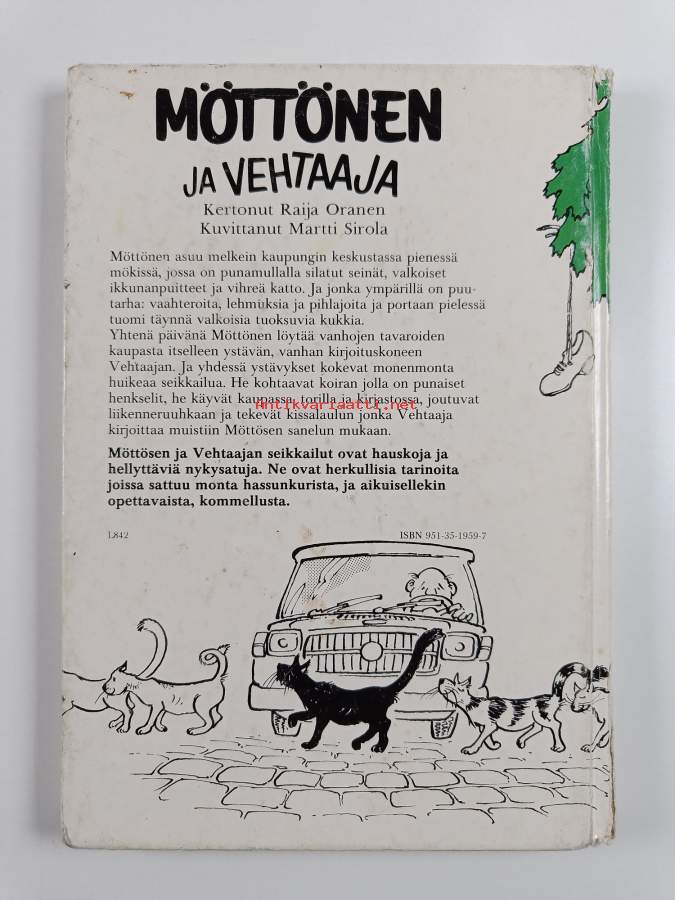 MÖTTÖNEN
JA VEHTAAJA
Kertonut Raija Oranen
Kuvittanut Martti Sirola
Möttönen asuu melkein kaupungin keskustassa pienessä
mökissä, jossa on punamullalla silatut seinät, valkoiset
ikkunanpuitteet ja vihreä katto. Ja jonka ympärillä on puu-
tarha: vaahteroita, lehmuksia ja pihlajoita ja portaan pielessä
tuomi täynnä valkoisia tuoksuvia kukkia.
Yhtenä päivänä Möttönen löytää vanhojen tavaroiden
kaupasta itselleen ystävän, vanhan kirjoituskoneen
Vehtaajan. Ja yhdessä ystävykset kokevat monenmonta
huikeaa seikkailua. He kohtaavat koiran jolla on punaiset
henkselit, he käyvät kaupassa, torilla ja kirjastossa, joutuvat
Antikvariaatti.net
liikenneruuhkaan ja tekevät kissalaulun jonka Vehtaaja
kirjoittaa muistiin Möttösen sanelun mukaan.
Möttösen ja Vehtaajan seikkailut ovat hauskoja ja
hellyttäviä nykysatuja. Ne ovat herkullisia tarinoita
joissa sattuu monta hassunkurista, ja aikuisellekin
opettavaista, kommellusta.
L842
ISBN 951-35-1959-7